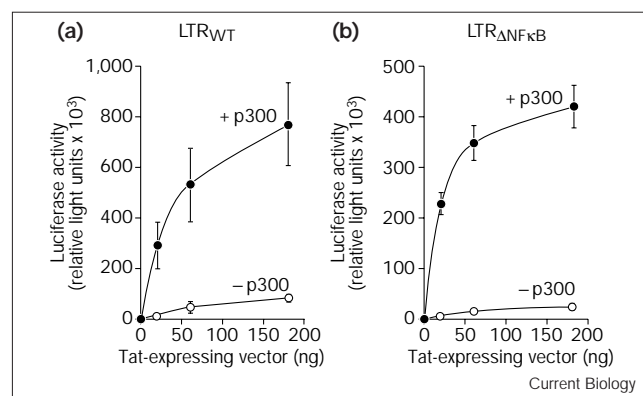 (a) LTRWT
Luciferase activity
(relative light units x 10³)
1,000
800
600
400
200
0
+ p300
– p300
0 50 100 150 200
Tat-expressing vector (ng)
(b) LTRΔNFκB
Luciferase activity
(relative light units x 10³)
500
400
300
200
100
0
+ p300
– p300
0 50 100 150 200
Tat-expressing vector (ng)
Current Biology